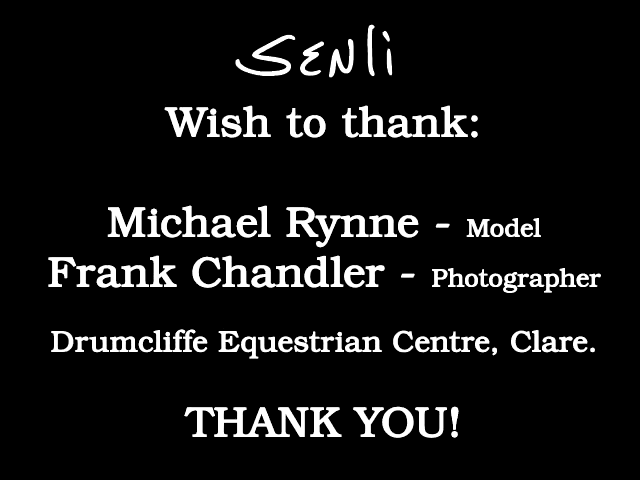 SENli
Wish to thank:
Michael Rynne - Model
Frank Chandler - Photographer
Drumcliffe Equestrian Centre, Clare.
THANK YOU!